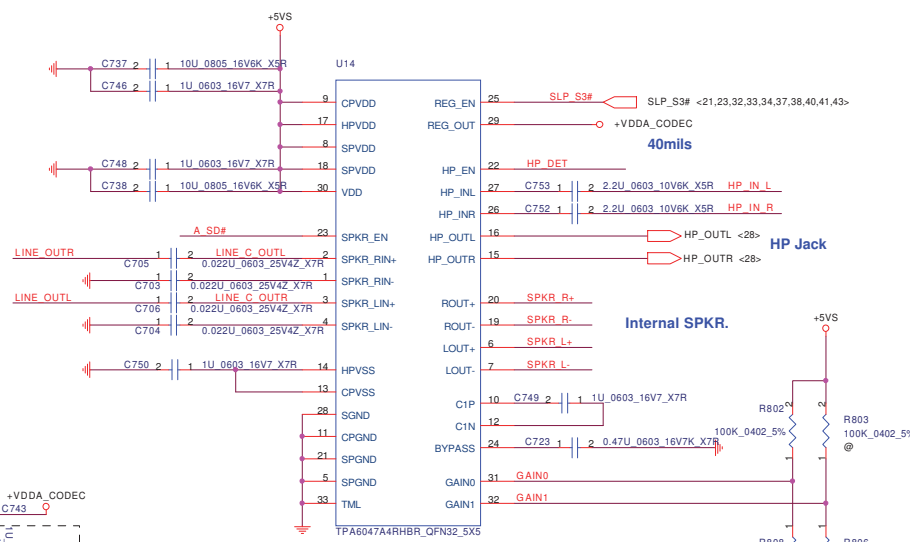 +5VS
U14
C737 2 1 10U_0805_16V6K_X5R
C746 2 1 1U_0603_16V7_X7R
9 CPVDD REG_EN 25 SLP_S3# SLP_S3# <21,23,32,33,34,37,38,40,41,43>
17 HPVDD REG_OUT 29 +VDDA_CODEC
40mils
8 SPVDD
C748 2 1 1U_0603_16V7_X7R 18 SPVDD HP_EN 22 HP_DET
C738 2 1 10U_0805_16V6K_X5R 30 VDD HP_INL 27 C753 1 2 2.2U_0603_10V6K_X5R HP_IN_L
HP_INR 26 C752 1 2 2.2U_0603_10V6K_X5R HP_IN_R
A_SD# 23 SPKR_EN HP_OUTL 16 HP_OUTL <28> HP Jack
LINE_OUTR 1 2 LINE_C_OUTL 2 SPKR_RIN+ HP_OUTR 15 HP_OUTR <28>
C705 0.022U_0603_25V4Z_X7R
1 2 1 SPKR_RIN-
C703 0.022U_0603_25V4Z_X7R
LINE_OUTL 1 2 LINE_C_OUTR 3 SPKR_LIN+ ROUT+ 20 SPKR_R+
C706 0.022U_0603_25V4Z_X7R
1 2 4 SPKR_LIN- ROUT- 19 SPKR_R- Internal SPKR.
C704 0.022U_0603_25V4Z_X7R
LOUT+ 6 SPKR_L+
+5VS
C750 2 1 1U_0603_16V7_X7R 14 HPVSS LOUT- 7 SPKR_L-
13 CPVSS
C1P 10 C749 2 1 1U_0603_16V7_X7R
28 SGND
C1N 12
11 CPGND
BYPASS 24 C723 1 2 0.47U_0603_16V7K_X7R
21 SPGND
5 SPGND GAIN0 31 GAIN0
33 TML GAIN1 32 GAIN1
R802 2 1
100K_0402_5%
R803 2 1
100K_0402_5%
@
TPA6047A4RHBR_QFN32_5X5
+VDDA_CODEC
C743
1U
1 1